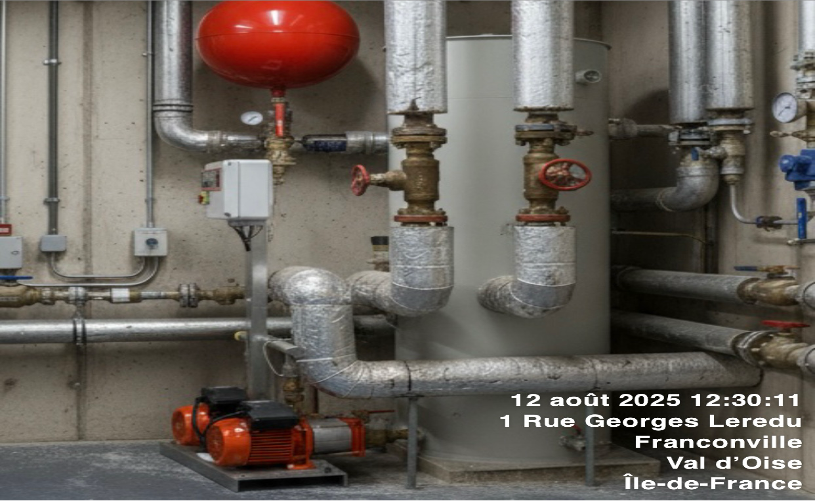 12 août 2025 12:30:11
1 Rue Georges Leredu
Franconville
Val d'Oise
Île-de-France